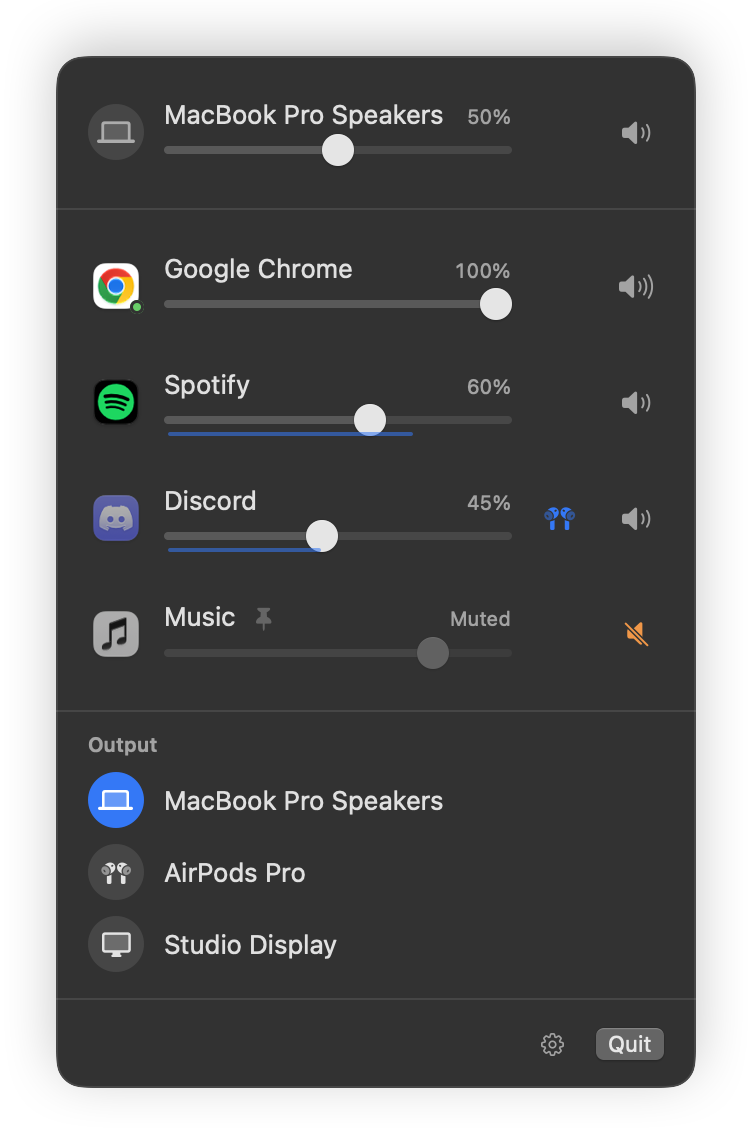 MacBook Pro Speakers 50%
Google Chrome 100%
Spotify 60%
Discord 45%
Music Muted
Output
MacBook Pro Speakers
AirPods Pro
Studio Display
Quit